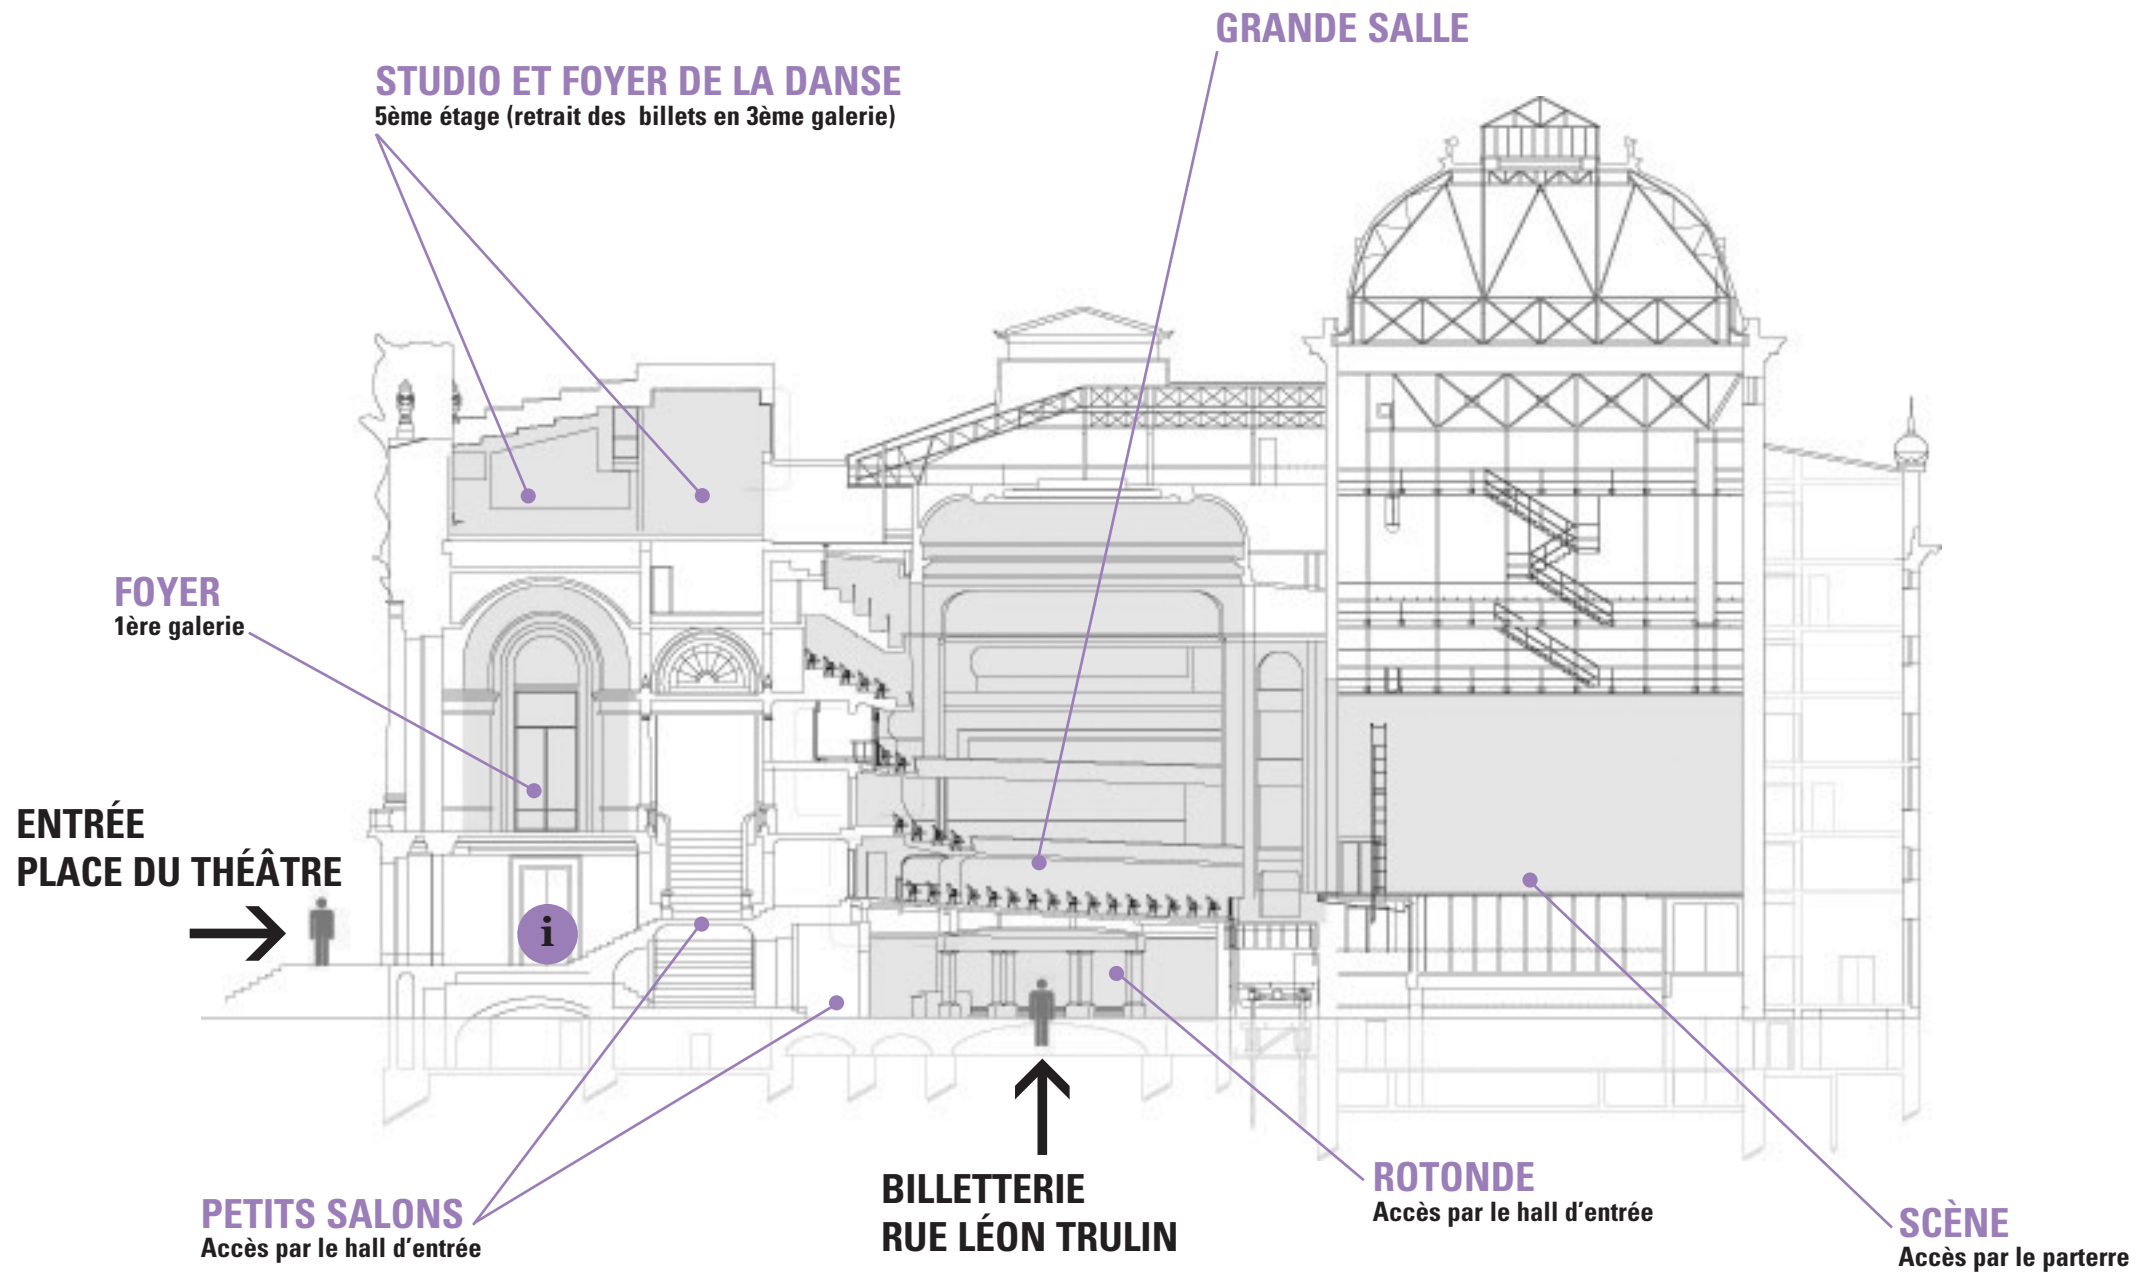 GRANDE SALLE
STUDIO ET FOYER DE LA DANSE
5ème étage (retrait des  billets en 3ème galerie)
FOYER
1ère galerie
ENTRÉE
PLACE DU THÉÂTRE
i
BILLETTERIE
RUE LÉON TRULIN
ROTONDE
Accès par le hall d’entrée
PETITS SALONS
Accès par le hall d’entrée
SCÈNE
Accès par le parterre